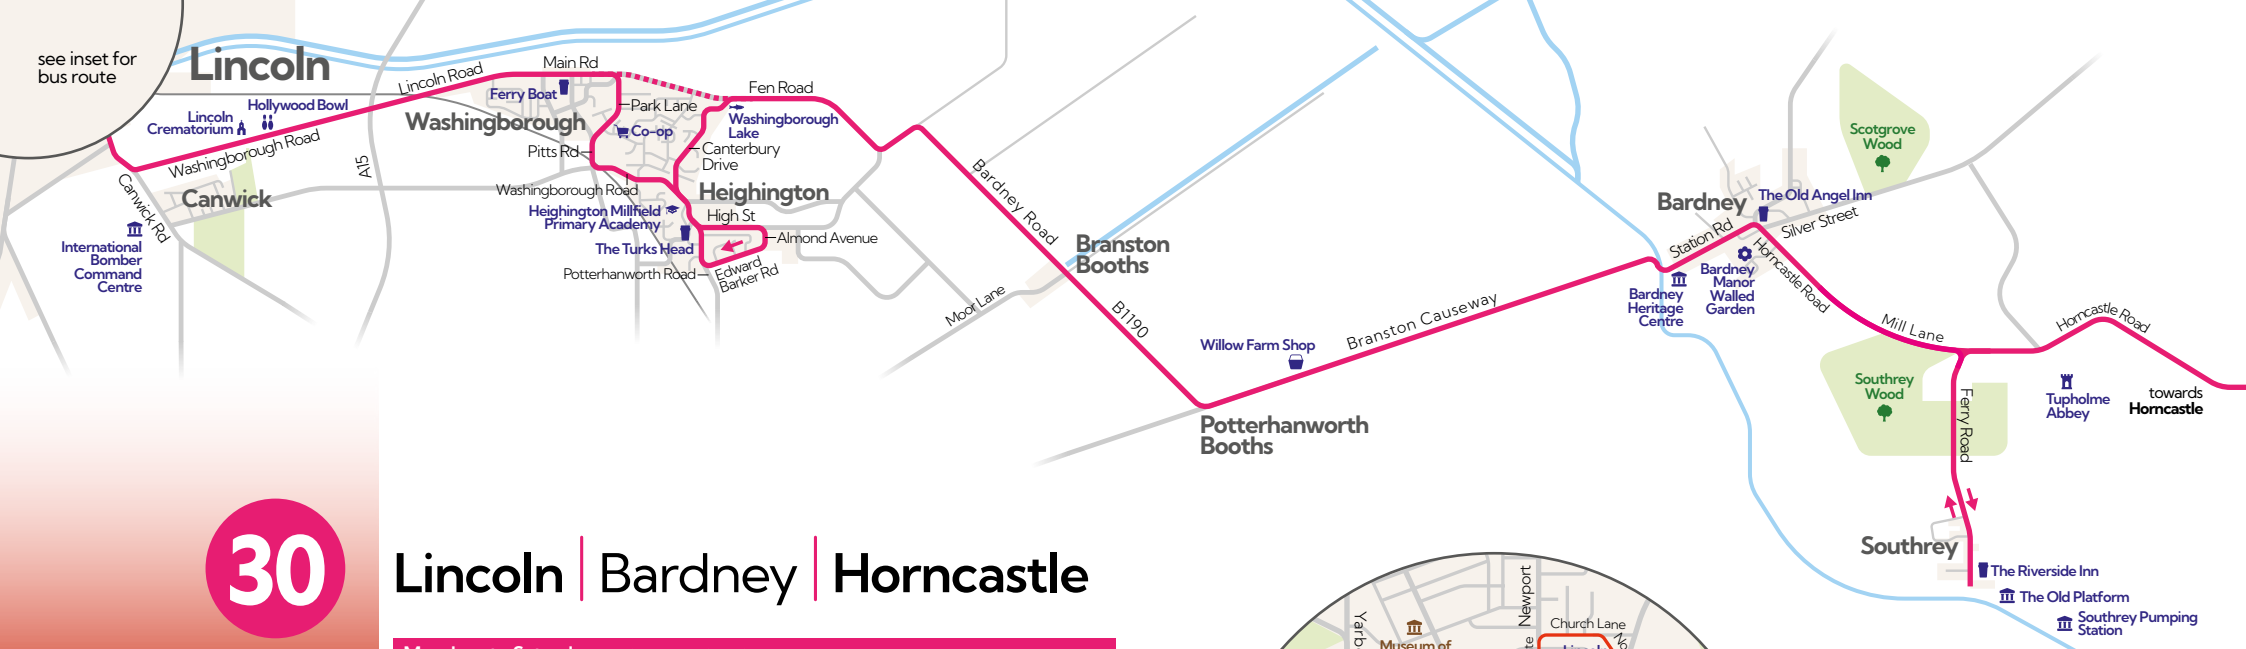 see inset for
bus route
Lincoln
Lincoln
Crematorium
Hollywood Bowl
Washingborough Road
Lincoln Road
A15
Canwick
Canwick Rd
International
Bomber
Command
Centre
Main Rd
Ferry Boat
Washingborough
Park Lane
Co-op
Pitts Rd
Washingborough Road
Fen Road
Washingborough
Lake
Canterbury
Drive
Heighington
Heighington Millfield
Primary Academy
High St
The Turks Head
Almond Avenue
Potterhanworth Road
Edward
Barker Rd
Bardney Road
Branston
Booths
Moor Lane
B1190
Willow Farm Shop
Branston Causeway
Potterhanworth
Booths
Bardney
The Old Angel Inn
Station Rd
Silver Street
Scotgrove
Wood
Bardney
Heritage
Centre
Bardney
Manor
Walled
Garden
Horncastle Road
Mill Lane
Southrey
Wood
Ferry Road
Horncastle Road
Tupholme
Abbey
towards
Horncastle
Southrey
The Riverside Inn
The Old Platform
Southrey Pumping
Station
30
Lincoln | Bardney | Horncastle
Newport
Church Lane
Museum of